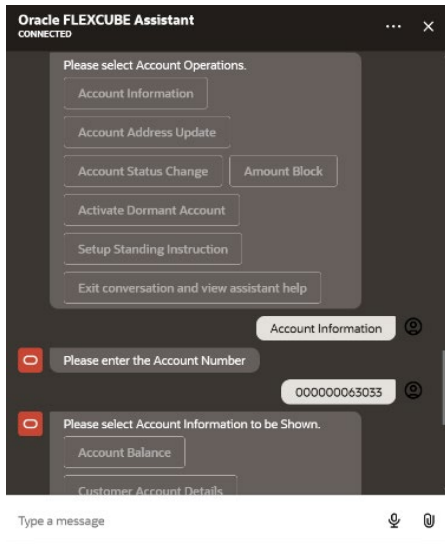 Oracle FLEXCUBE Assistant
CONNECTED
Please select Account Operations.
Account Information
Account Address Update
Account Status Change
Amount Block
Activate Dormant Account
Setup Standing Instruction
Exit conversation and view assistant help
Account Information
Please enter the Account Number
000000063033
Please select Account Information to be Shown.
Account Balance
Customer Account Details
Type a message